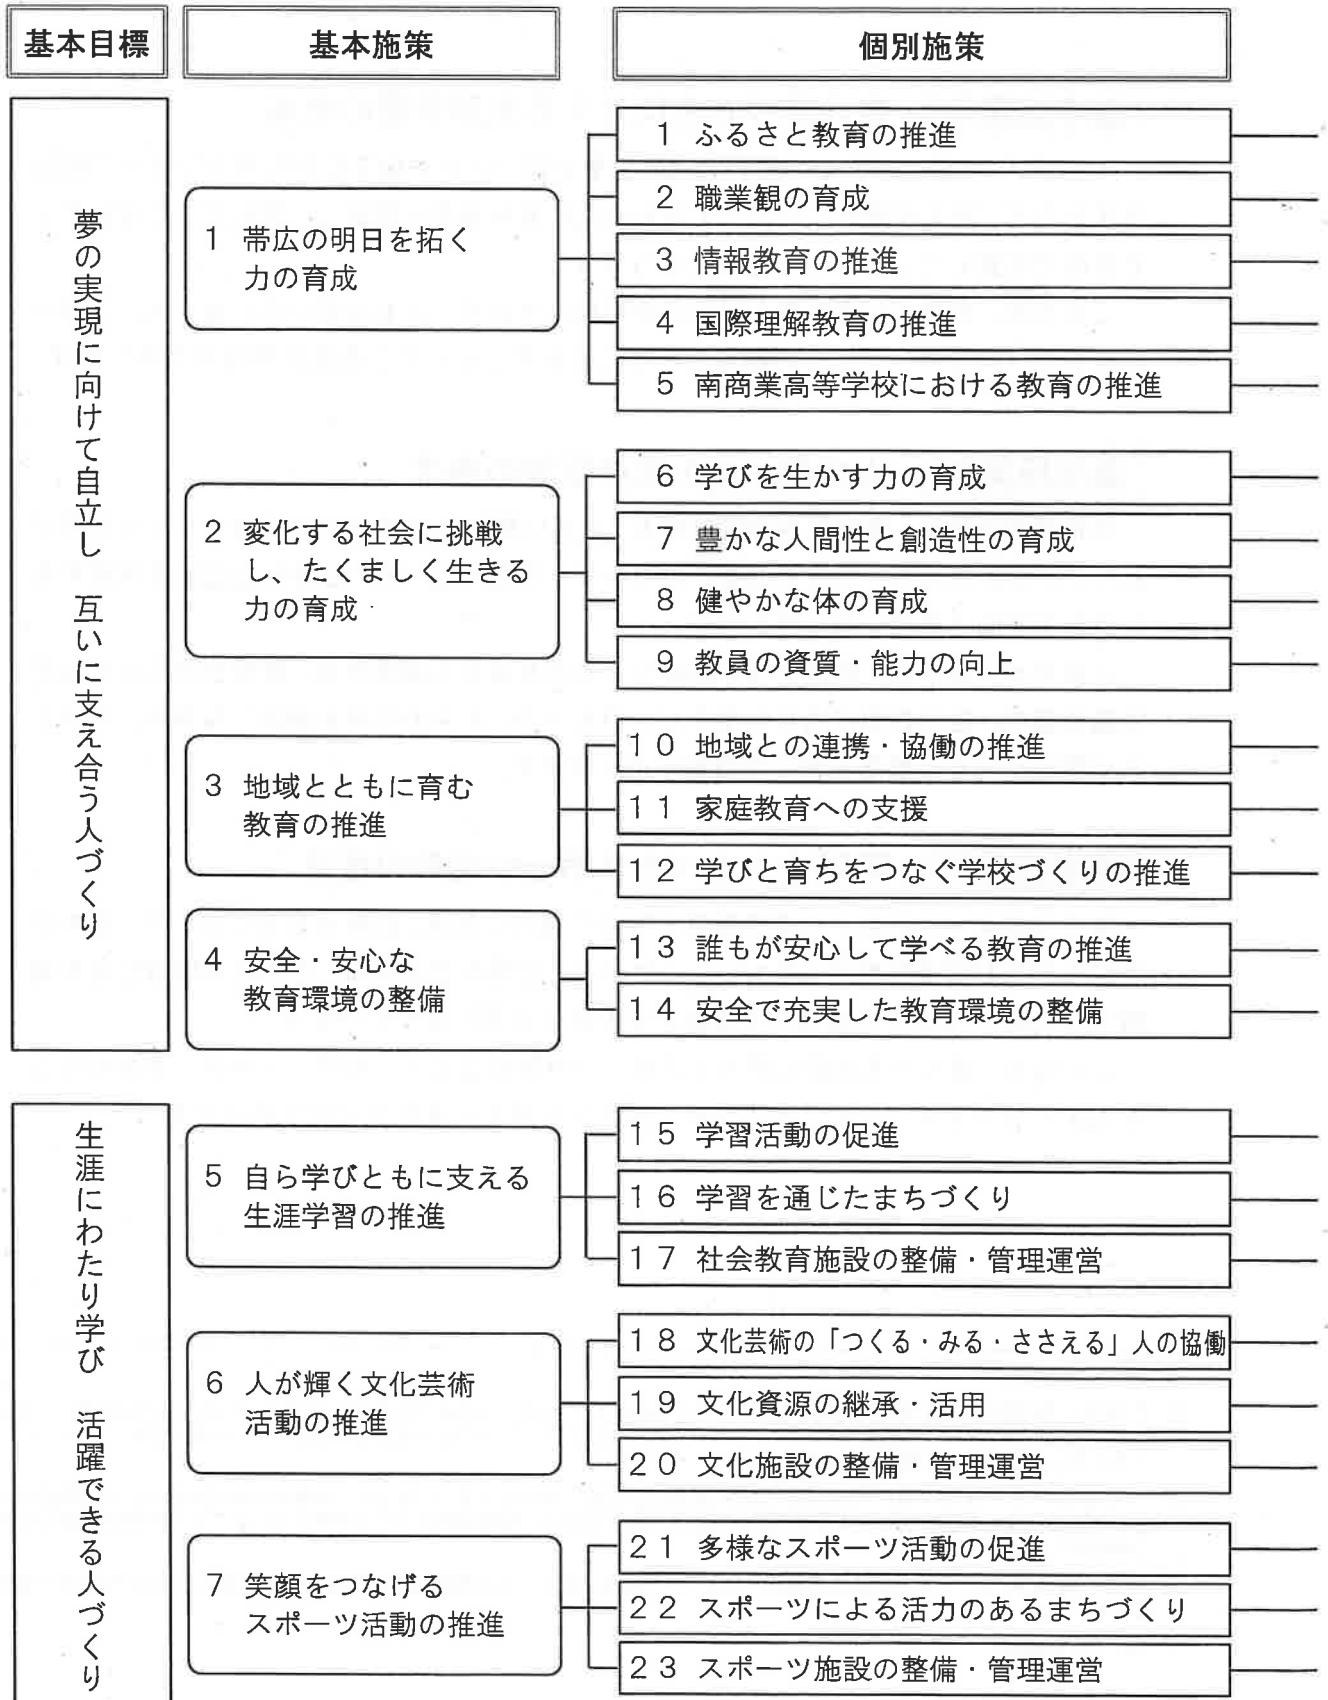 基本目標
基本施策
個別施策
夢の実現に向けて自立し 互いに支え合う人づくり
1 帯広の明日を拓く
力の育成
1 ふるさと教育の推進
2 職業観の育成
3 情報教育の推進
4 国際理解教育の推進
5 南商業高等学校における教育の推進
2 変化する社会に挑戦
し、たくましく生きる
力の育成
6 学びを生かす力の育成
7 豊かな人間性と創造性の育成
8 健やかな体の育成
9 教員の資質・能力の向上
3 地域とともに育む
教育の推進
10 地域との連携・協働の推進
11 家庭教育への支援
12 学びと育ちをつなぐ学校づくりの推進
4 安全・安心な
教育環境の整備
13 誰もが安心して学べる教育の推進
14 安全で充実した教育環境の整備
生涯にわたり学び 活躍できる人づくり
5 自ら学びともに支える
生涯学習の推進
15 学習活動の促進
16 学習を通じたまちづくり
17 社会教育施設の整備・管理運営
6 人が輝く文化芸術
活動の推進
18 文化芸術の「つくる・みる・ささえる」人の協働
19 文化資源の継承・活用
20 文化施設の整備・管理運営
7 笑顔をつなげる
スポーツ活動の推進
21 多様なスポーツ活動の促進
22 スポーツによる活力のあるまちづくり
23 スポーツ施設の整備・管理運営